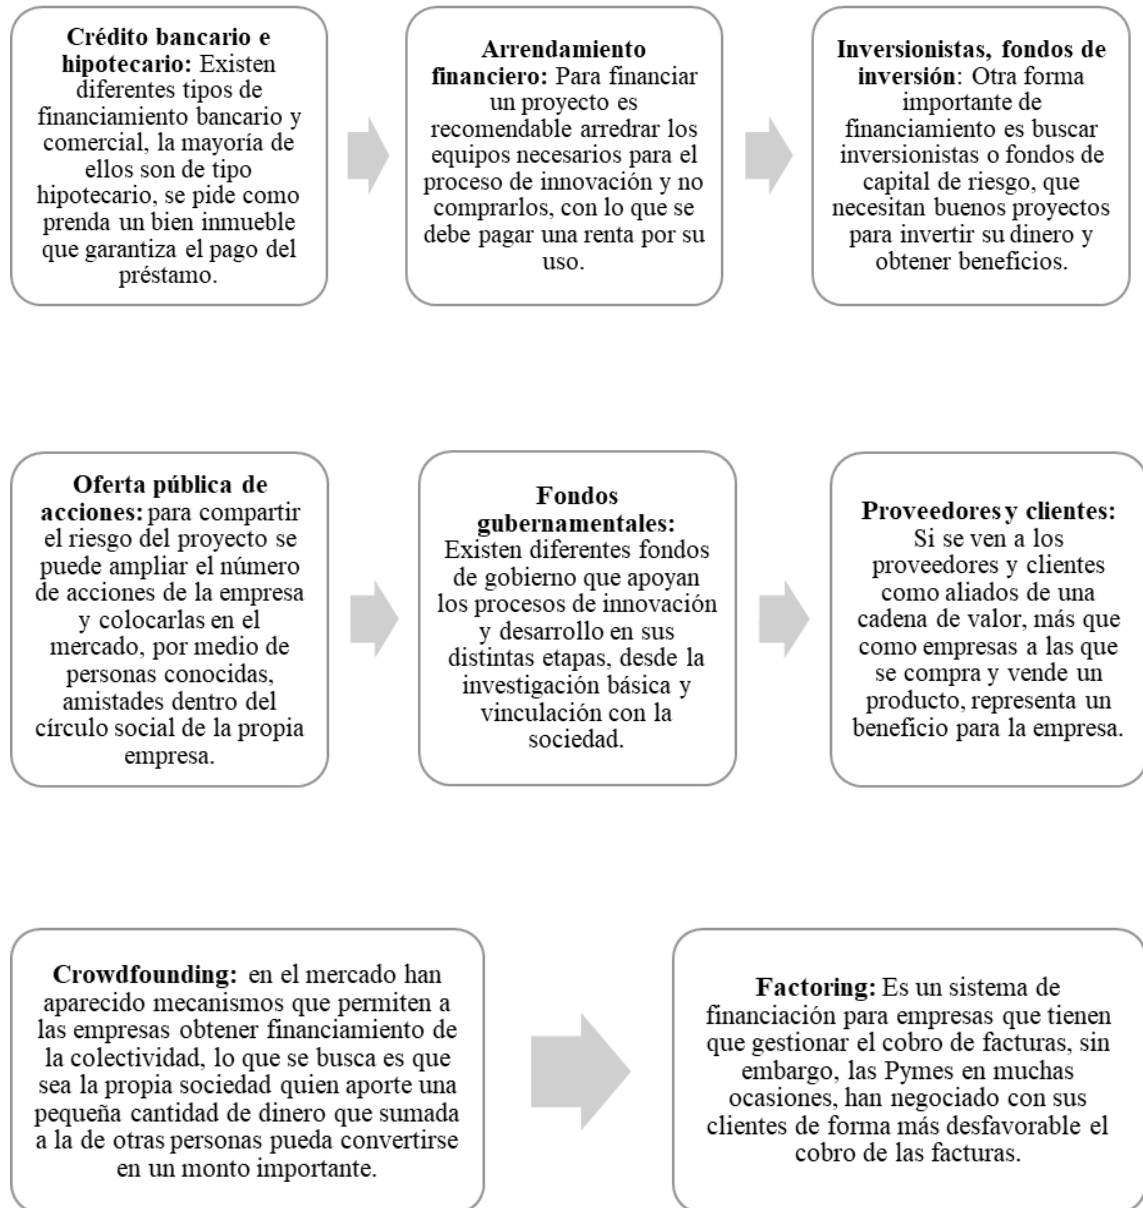 Crédito bancario e
hipotecario: Existen
diferentes tipos de
financiamiento bancario y
comercial, la mayoría de
ellos son de tipo
hipotecario, se pide como
prenda un bien inmueble
que garantiza el pago del
préstamo.
Arrendamiento
financiero: Para financiar
un proyecto es
recomendable arredrar los
equipos necesarios para el
proceso de innovación y no
comprarlos, con lo que se
debe pagar una renta por su
uso.
Inversionistas, fondos de
inversión: Otra forma
importante de
financiamiento es buscar
inversionistas o fondos de
capital de riesgo, que
necesitan buenos proyectos
para invertir su dinero y
obtener beneficios.
Oferta pública de
acciones: para compartir
el riesgo del proyecto se
puede ampliar el número
de acciones de la empresa
y colocarlas en el
mercado, por medio de
personas conocidas,
amistades dentro del
círculo social de la propia
empresa.
Fondos
gubernamentales:
Existen diferentes fondos
de gobierno que apoyan
los procesos de innovación
y desarrollo en sus
distintas etapas, desde la
investigación básica y
vinculación con la
sociedad.
Proveedores y clientes:
Si se ven a los
proveedores y clientes
como aliados de una
cadena de valor, más que
como empresas a las que
se compra y vende un
producto, representa un
beneficio para la empresa.
Crowdfounding: en el mercado han
aparecido mecanismos que permiten a
las empresas obtener financiamiento de
la colectividad, lo que se busca es que
sea la propia sociedad quien aporte una
pequeña cantidad de dinero que sumada
a la de otras personas pueda convertirse
en un monto importante.
Factoring: Es un sistema de
financiación para empresas que tienen
que gestionar el cobro de facturas, sin
embargo, las Pymes en muchas
ocasiones, han negociado con sus
clientes de forma más desfavorable el
cobro de las facturas.